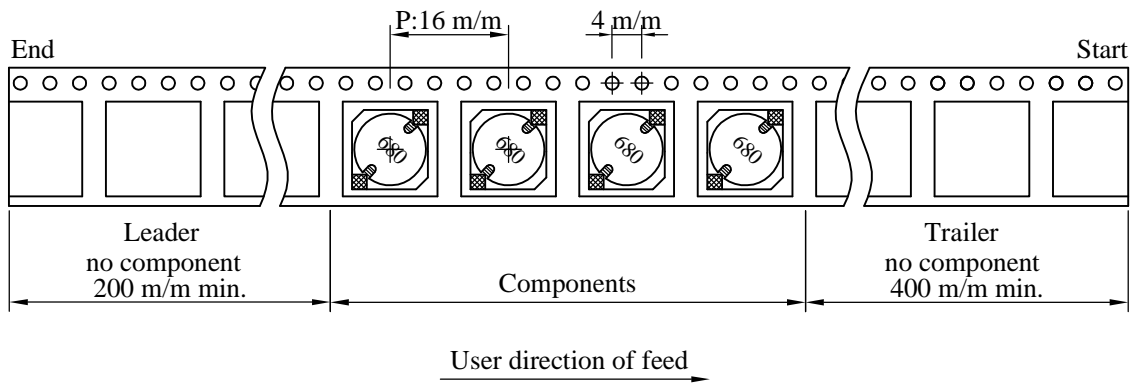 P:16 m/m
4 m/m
End
Start
680
680
680
680
Leader
no component
200 m/m min.
Components
Trailer
no component
400 m/m min.
User direction of feed